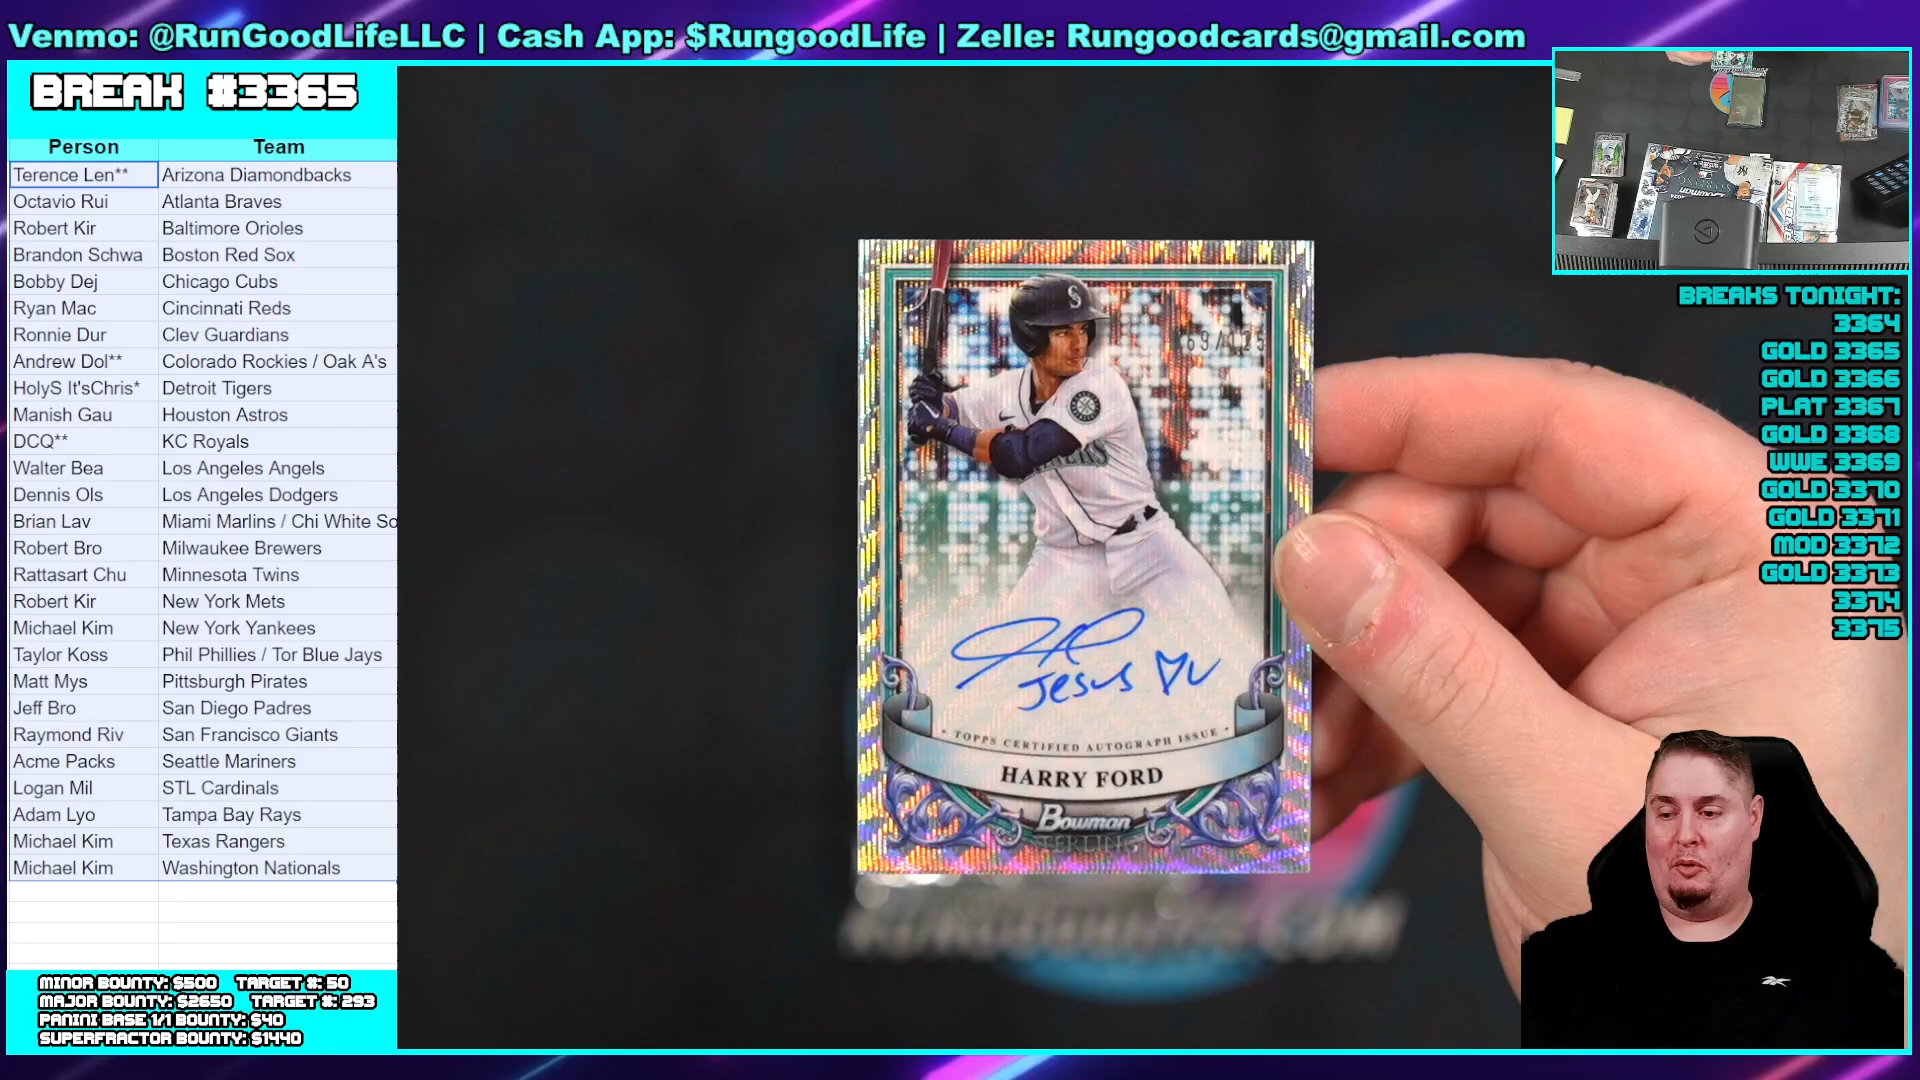 Venmo: @RunGoodLifeLLC | Cash App: $RungoodLife | Zelle: Rungoodcards@gmail.com
BREAK #3365
Person Team
Terence Len** Arizona Diamondbacks
Octavio Rui Atlanta Braves
Robert Kir Baltimore Orioles
Brandon Schwa Boston Red Sox
Bobby Dej Chicago Cubs
Ryan Mac Cincinnati Reds
Ronnie Dur Clev Guardians
Andrew Dol** Colorado Rockies / Oak A's
HolyS It'sChris* Detroit Tigers
Manish Gau Houston Astros
DCQ** KC Royals
Walter Bea Los Angeles Angels
Dennis Ols Los Angeles Dodgers
Brian Lav Miami Marlins / Chi White So
Robert Bro Milwaukee Brewers
Rattasart Chu Minnesota Twins
Robert Kir New York Mets
Michael Kim New York Yankees
Taylor Koss Phil Phillies / Tor Blue Jays
Matt Mys Pittsburgh Pirates
Jeff Bro San Diego Padres
Raymond Riv San Francisco Giants
Acme Packs Seattle Mariners
Logan Mil STL Cardinals
Adam Lyo Tampa Bay Rays
Michael Kim Texas Rangers
Michael Kim Washington Nationals
MINOR BOUNTY: $500 TARGET #: 50
MAJOR BOUNTY: $2650 TARGET #: 293
PANINI BASE 1/1 BOUNTY: $40
SUPERFRACTOR BOUNTY: $1440
S
69/125
Jesus
TOPPS CERTIFIED AUTOGRAPH ISSUE
HARRY FORD
Bowman
STERLING
BREAKS TONIGHT:
3364
GOLD 3365
GOLD 3366
PLAT 3367
GOLD 3368
WWE 3369
GOLD 3370
GOLD 3371
MOD 3372
GOLD 3373
3374
3375